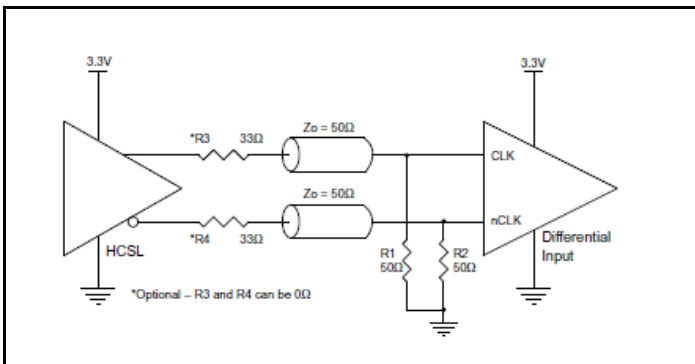 3.3V
3.3V
Zo = 50Ω
*R3 33Ω
CLK
Zo = 50Ω
nCLK
HCSL
*R4 33Ω
R1
50Ω
R2
50Ω
Differential
Input
*Optional – R3 and R4 can be 0Ω